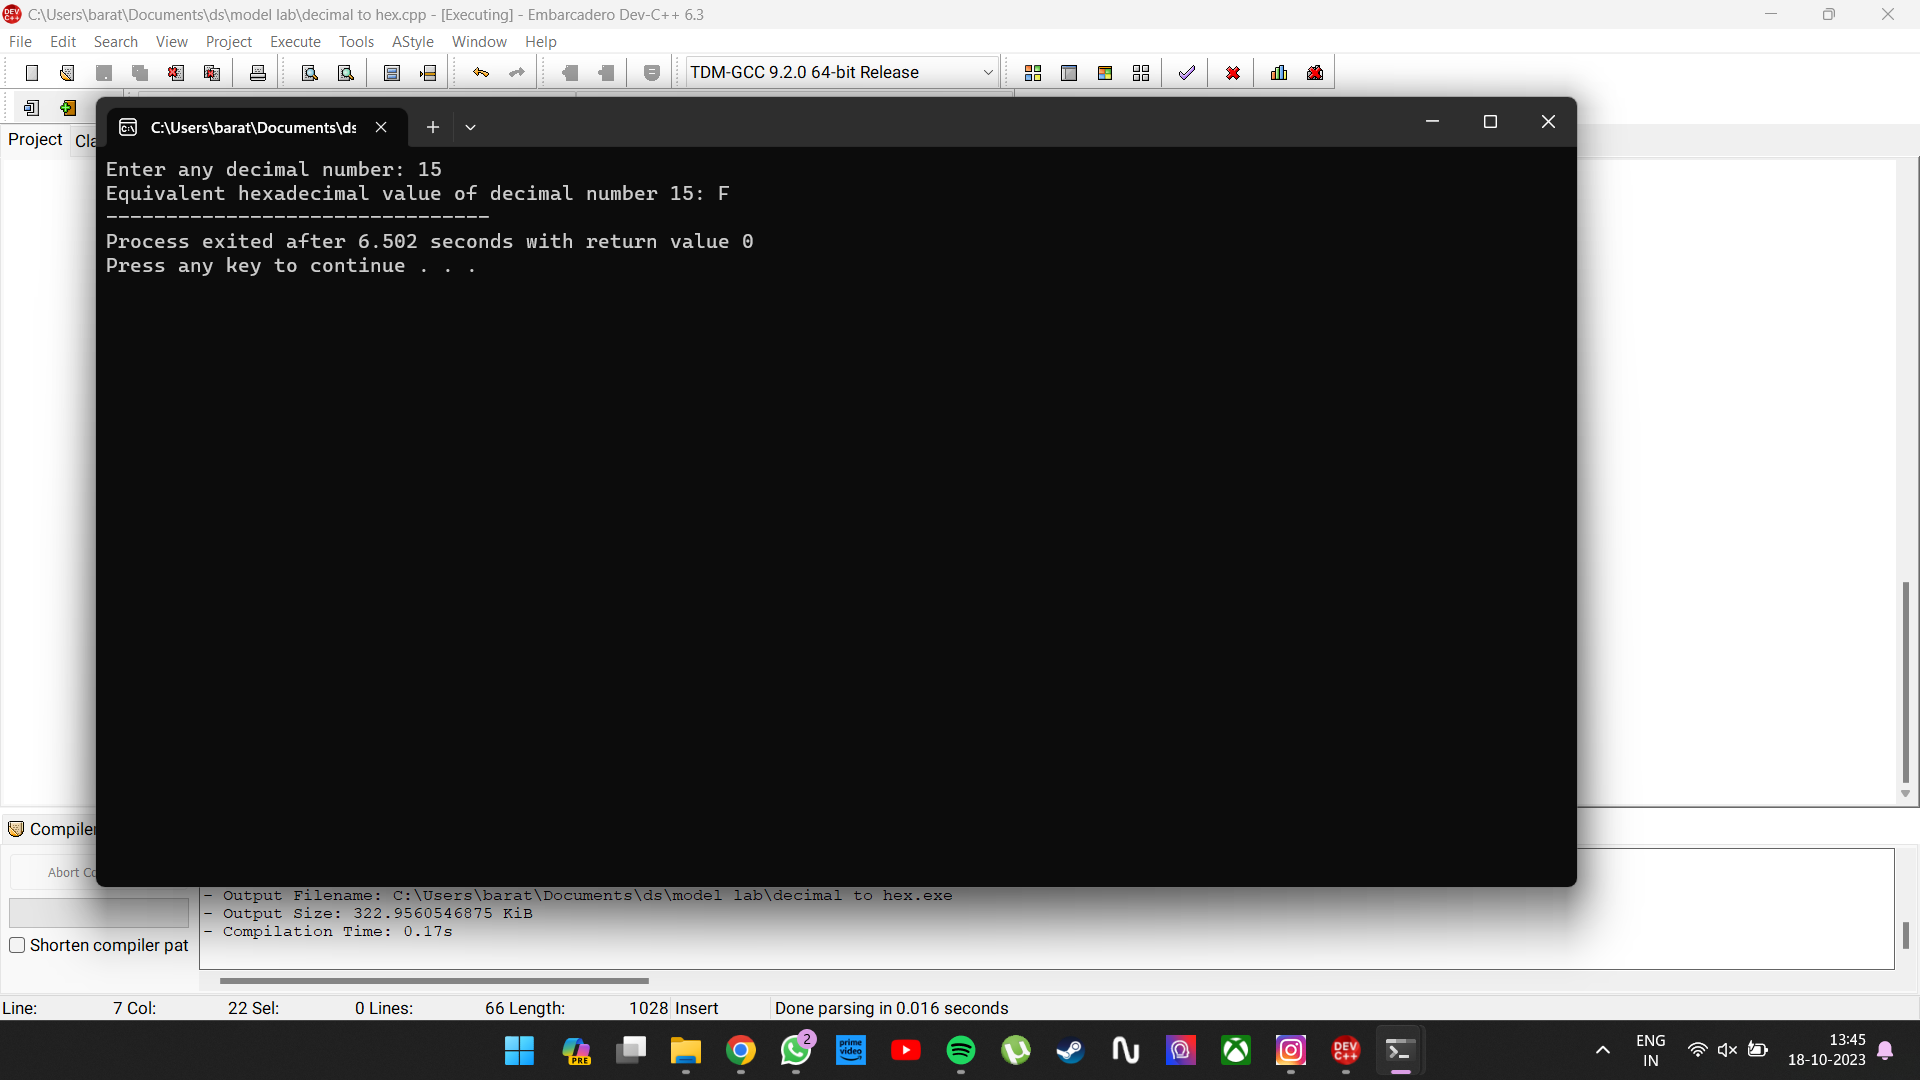 C:\Users\barat\Documents\ds\model lab\decimal to hex.cpp - [Executing] - Embarcadero Dev-C++ 6.3
File Edit Search View Project Execute Tools AStyle Window Help
TDM-GCC 9.2.0 64-bit Release
Project
C:\Users\barat\Documents\ds
Enter any decimal number: 15
Equivalent hexadecimal value of decimal number 15: F
--------------------------------
Process exited after 6.502 seconds with return value 0
Press any key to continue . . .
Compiler
Abort
- Output Filename: C:\Users\barat\Documents\ds\model lab\decimal to hex.exe
- Output Size: 322.9560546875 KiB
- Compilation Time: 0.17s
Shorten compiler pat
Line: 7 Col: 22 Sel: 0 Lines: 66 Length: 1028 Insert Done parsing in 0.016 seconds
PRE
2
prime video
DEV C++
ENG
IN
13:45
18-10-2023